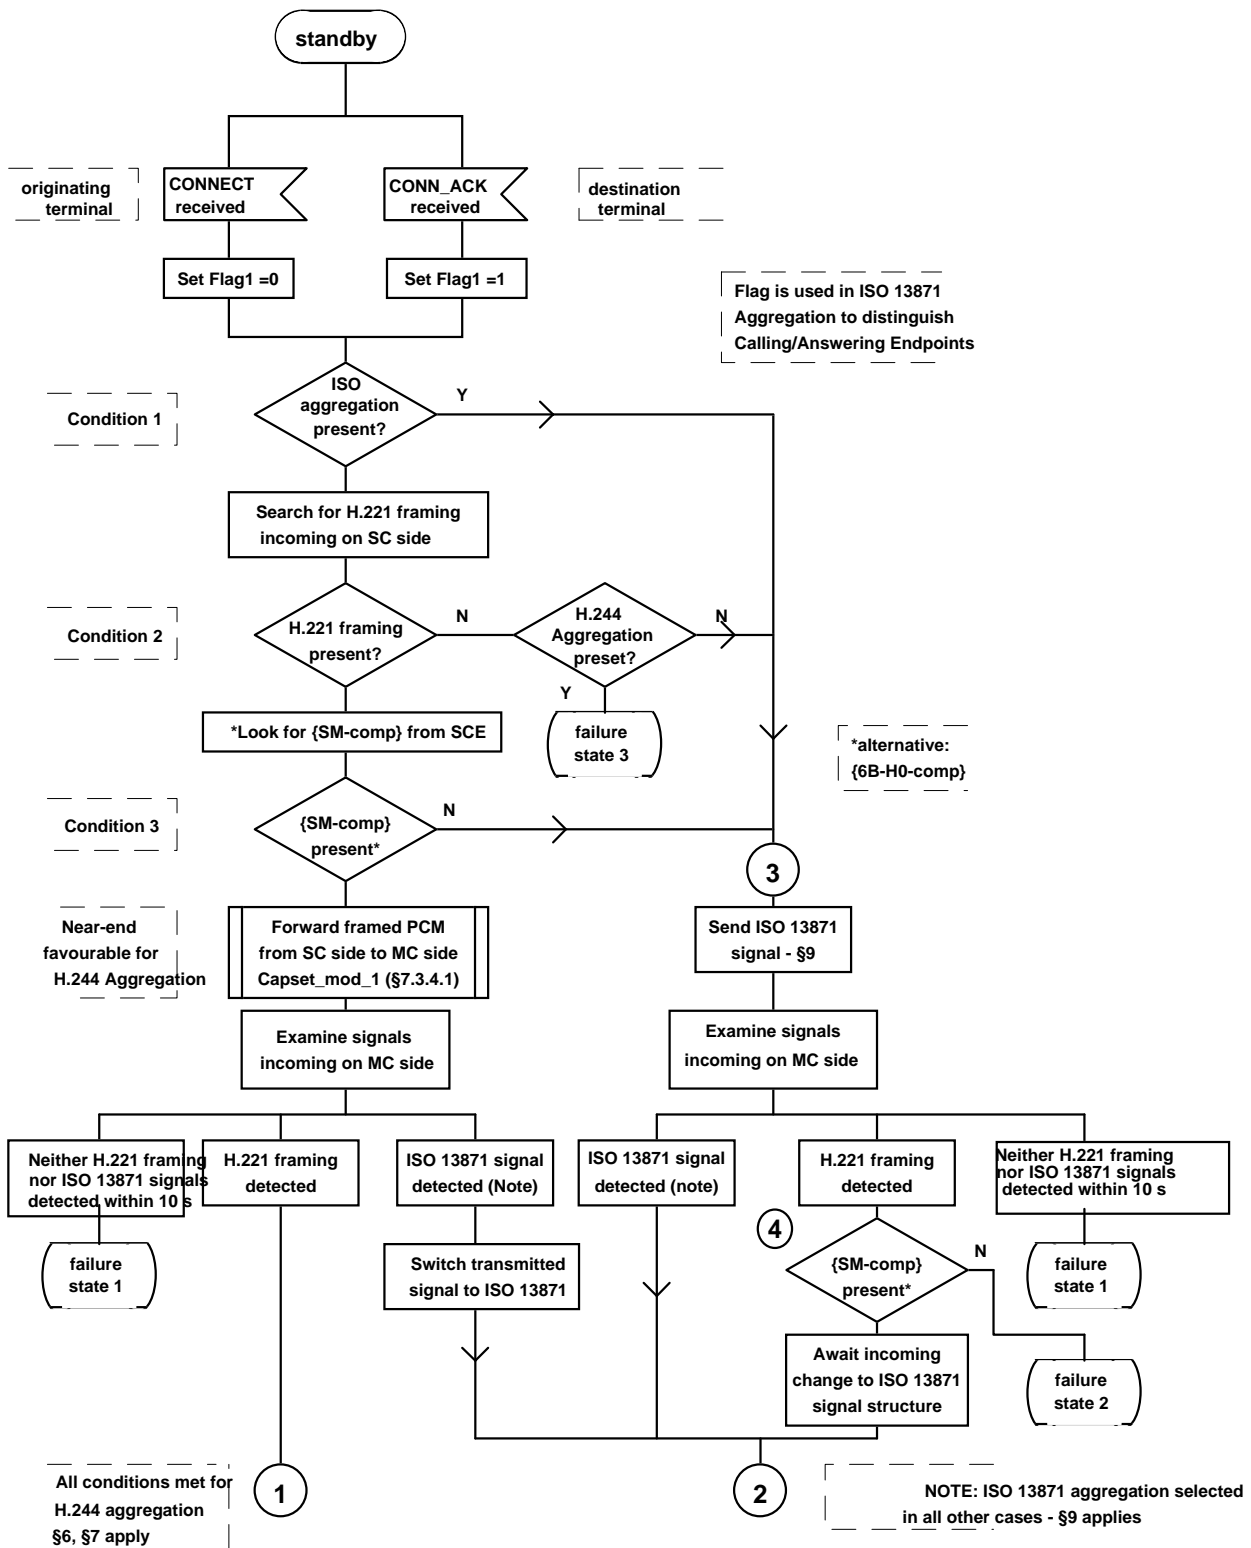 standby
originating
terminal
CONNECT
received
CONN_ACK
received
destination
terminal
Set Flag1 =0
Set Flag1 =1
Flag is used in ISO 13871
Aggregation to distinguish
Calling/Answering Endpoints
Condition 1
ISO
aggregation
present?
Y
Search for H.221 framing
incoming on SC side
Condition 2
H.221 framing
present?
N
H.244
Aggregation
preset?
N
Y
*Look for {SM-comp} from SCE
failure
state 3
*alternative:
{6B-H0-comp}
Condition 3
{SM-comp}
present*
N
3
Near-end
favourable for
H.244 Aggregation
Forward framed PCM
from SC side to MC side
Capset_mod_1 (§7.3.4.1)
Send ISO 13871
signal - §9
Examine signals
incoming on MC side
Examine signals
incoming on MC side
Neither H.221 framing
nor ISO 13871 signals
detected within 10 s
H.221 framing
detected
ISO 13871 signal
detected (Note)
ISO 13871 signal
detected (note)
H.221 framing
detected
Neither H.221 framing
nor ISO 13871 signals
detected within 10 s
failure
state 1
Switch transmitted
signal to ISO 13871
4
{SM-comp}
present*
N
failure
state 1
Await incoming
change to ISO 13871
signal structure
failure
state 2
All conditions met for
H.244 aggregation
§6, §7 apply
1
2
NOTE: ISO 13871 aggregation selected
in all other cases - §9 applies